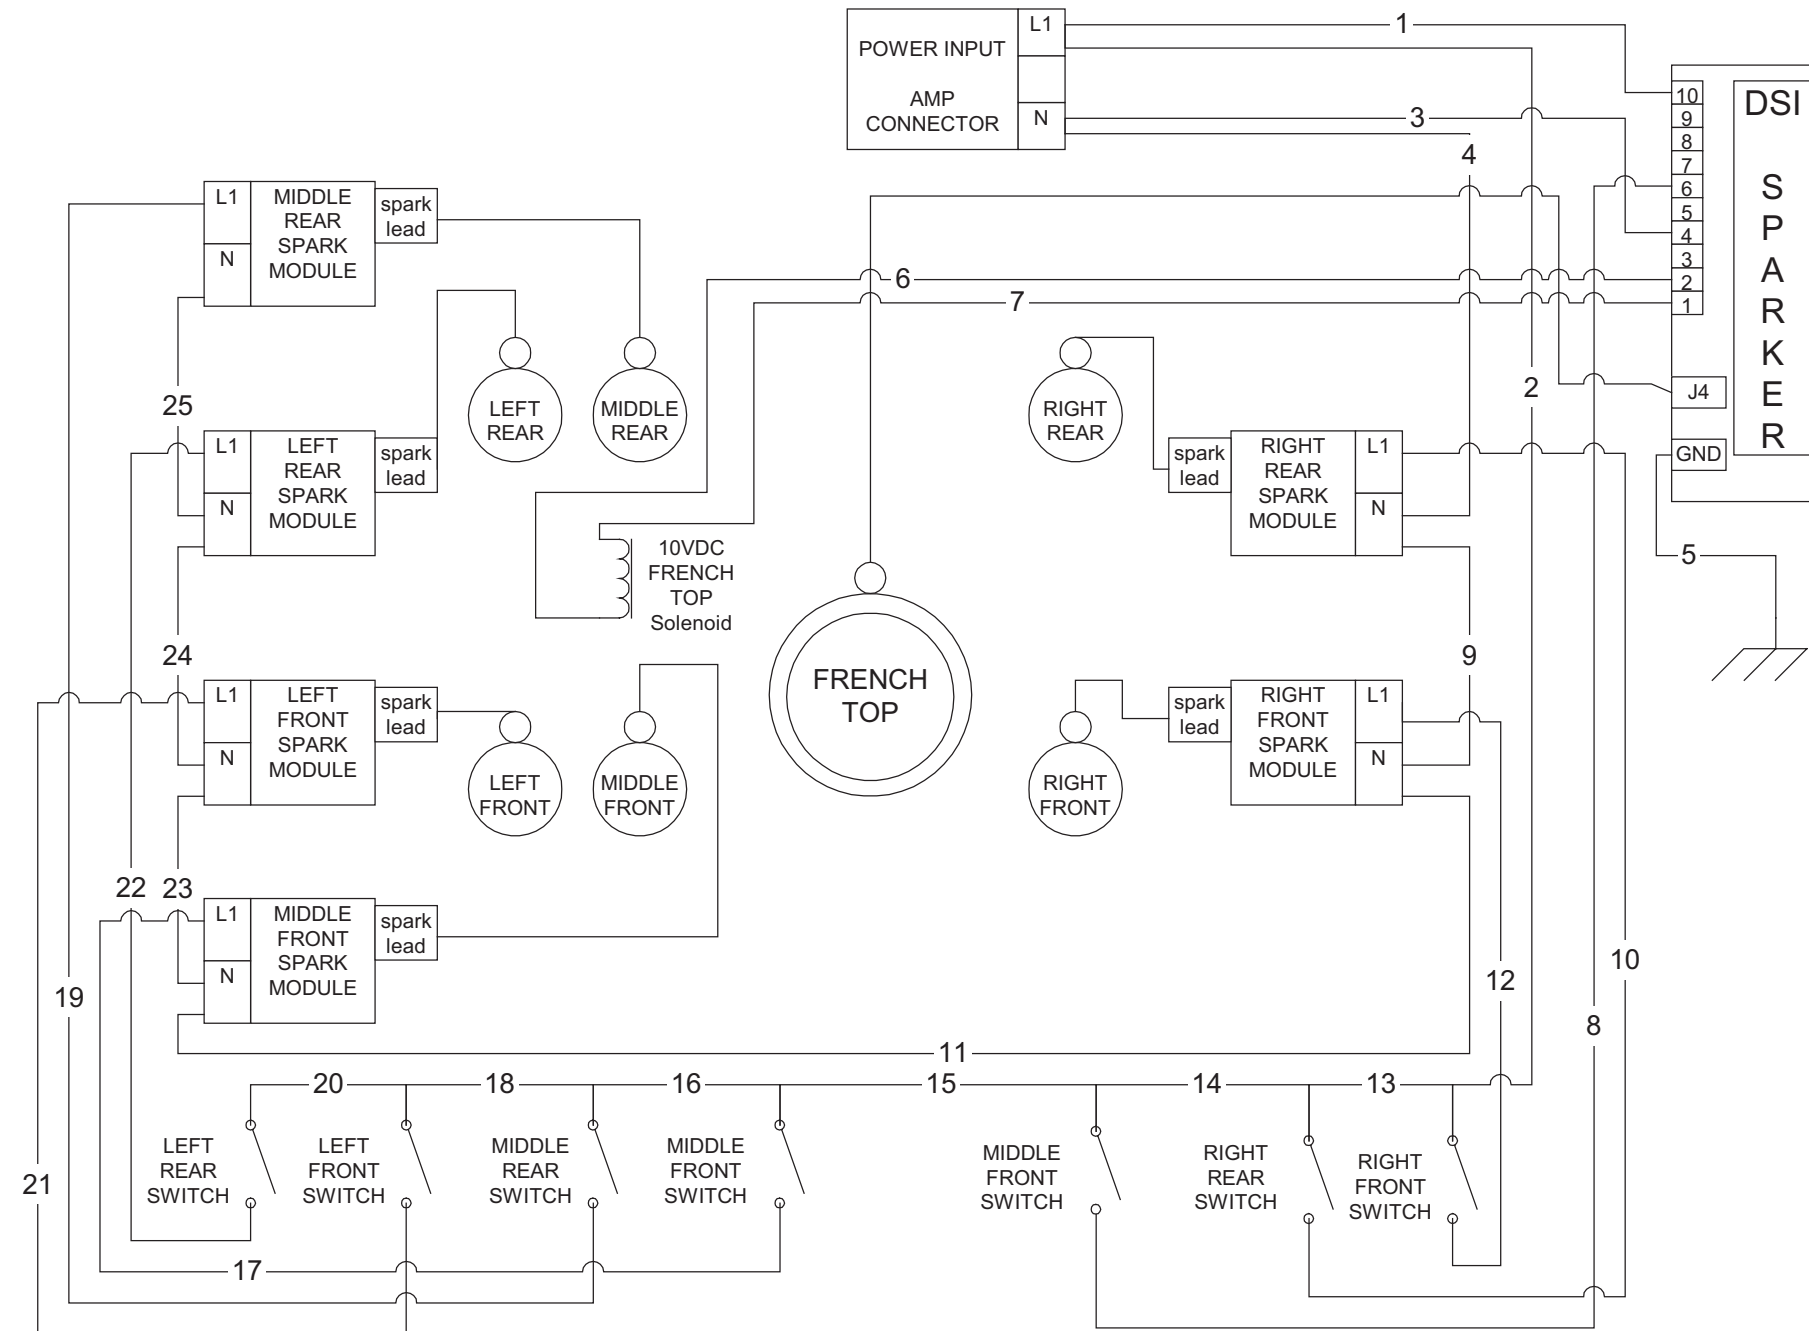 POWER INPUT
AMP
CONNECTOR
L1
N
1
3
4
2
10
9
8
7
6
5
4
3
2
1
J4
GND
DSI
S
P
A
R
K
E
R
5
L1
N
MIDDLE
REAR
SPARK
MODULE
spark
lead
6
7
25
L1
N
LEFT
REAR
SPARK
MODULE
spark
lead
LEFT
REAR
MIDDLE
REAR
RIGHT
REAR
spark
lead
RIGHT
REAR
SPARK
MODULE
L1
N
10VDC
FRENCH
TOP
Solenoid
24
9
L1
N
LEFT
FRONT
SPARK
MODULE
spark
lead
LEFT
FRONT
MIDDLE
FRONT
FRENCH
TOP
RIGHT
FRONT
spark
lead
RIGHT
FRONT
SPARK
MODULE
L1
N
22
23
L1
N
MIDDLE
FRONT
SPARK
MODULE
spark
lead
19
12
10
8
11
20
18
16
15
14
13
21
LEFT
REAR
SWITCH
LEFT
FRONT
SWITCH
MIDDLE
REAR
SWITCH
MIDDLE
FRONT
SWITCH
MIDDLE
FRONT
SWITCH
RIGHT
REAR
SWITCH
RIGHT
FRONT
SWITCH
17